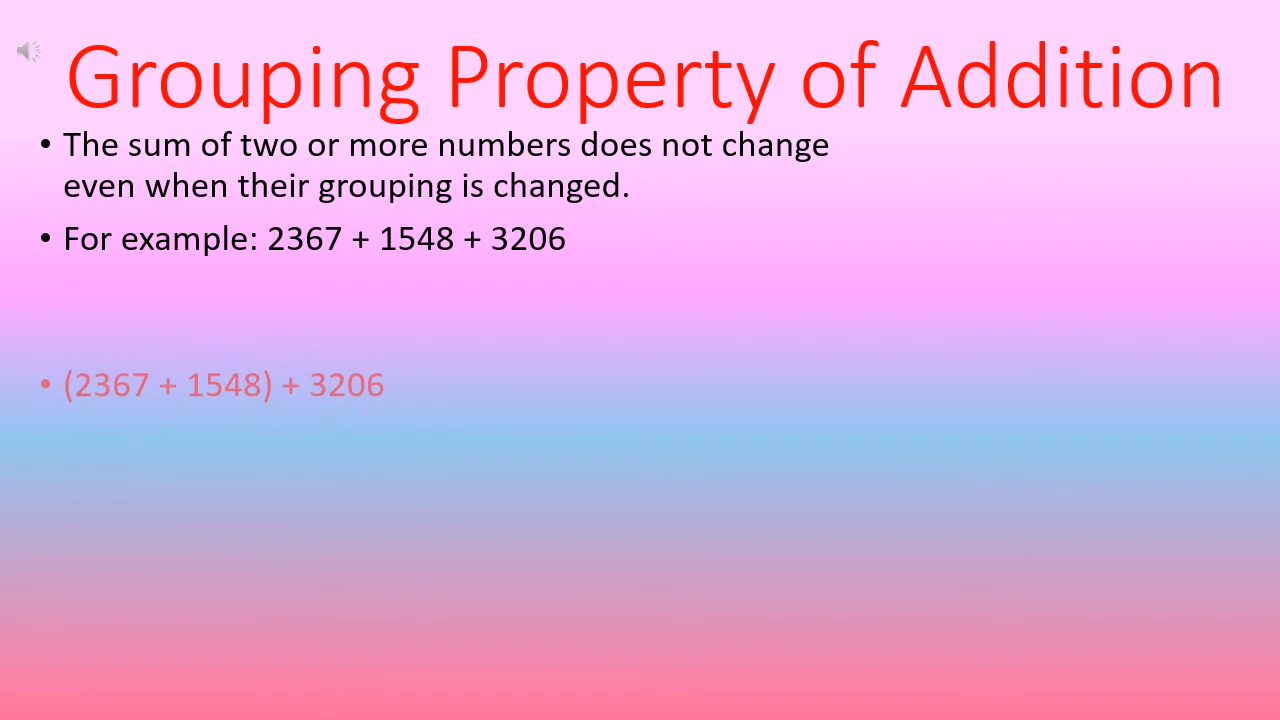 Grouping Property of Addition
• The sum of two or more numbers does not change
even when their grouping is changed.
• For example: 2367 + 1548 + 3206
• (2367 + 1548) + 3206